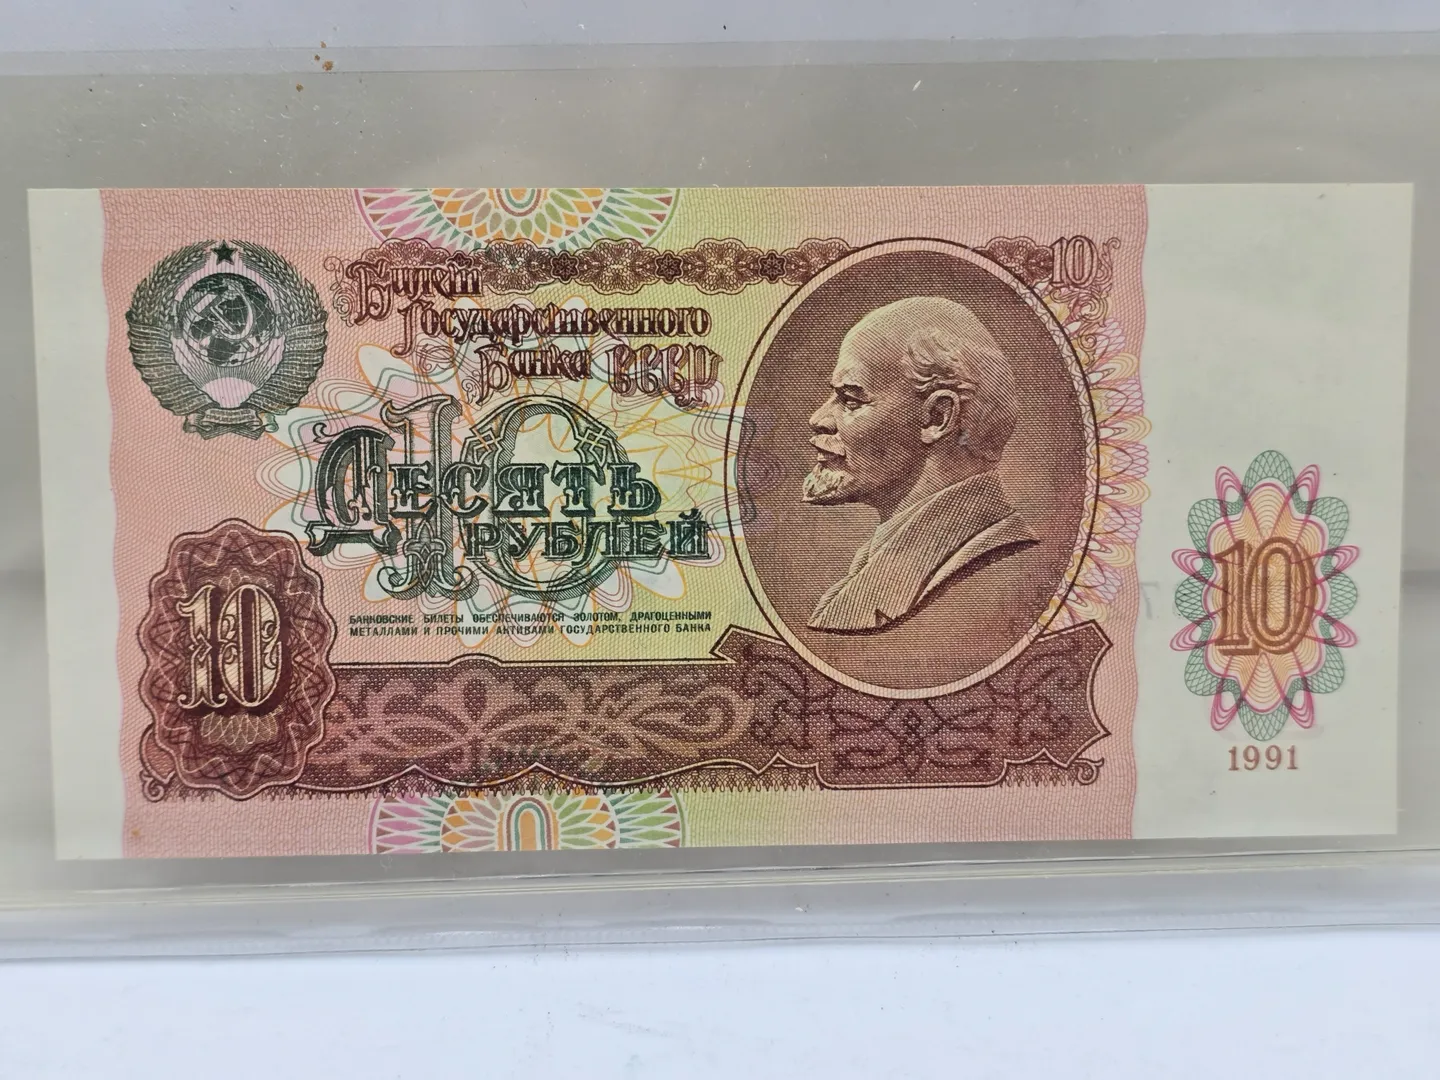 Билет
10
Государственного
Банка СССР
10
Десять
рублей
БАНКОВСКИЕ БИЛЕТЫ ОБЕСПЕЧИВАЮТСЯ ЗОЛОТОМ, ДРАГОЦЕННЫМИ
МЕТАЛЛАМИ И ПРОЧИМИ АКТИВАМИ ГОСУДАРСТВЕННОГО БАНКА
10
10
1991